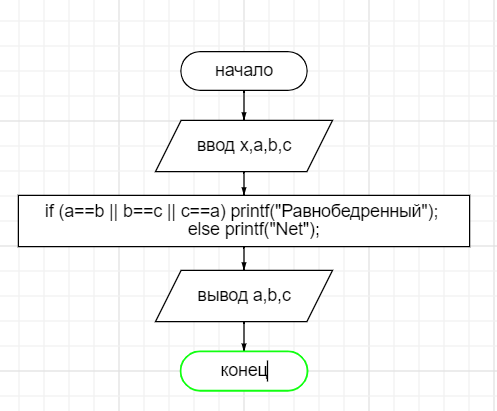 начало
ввод x,a,b,c
if (a==b || b==c || c==a) printf("Равнобедренный");
else printf("Net");
вывод a,b,c
конец